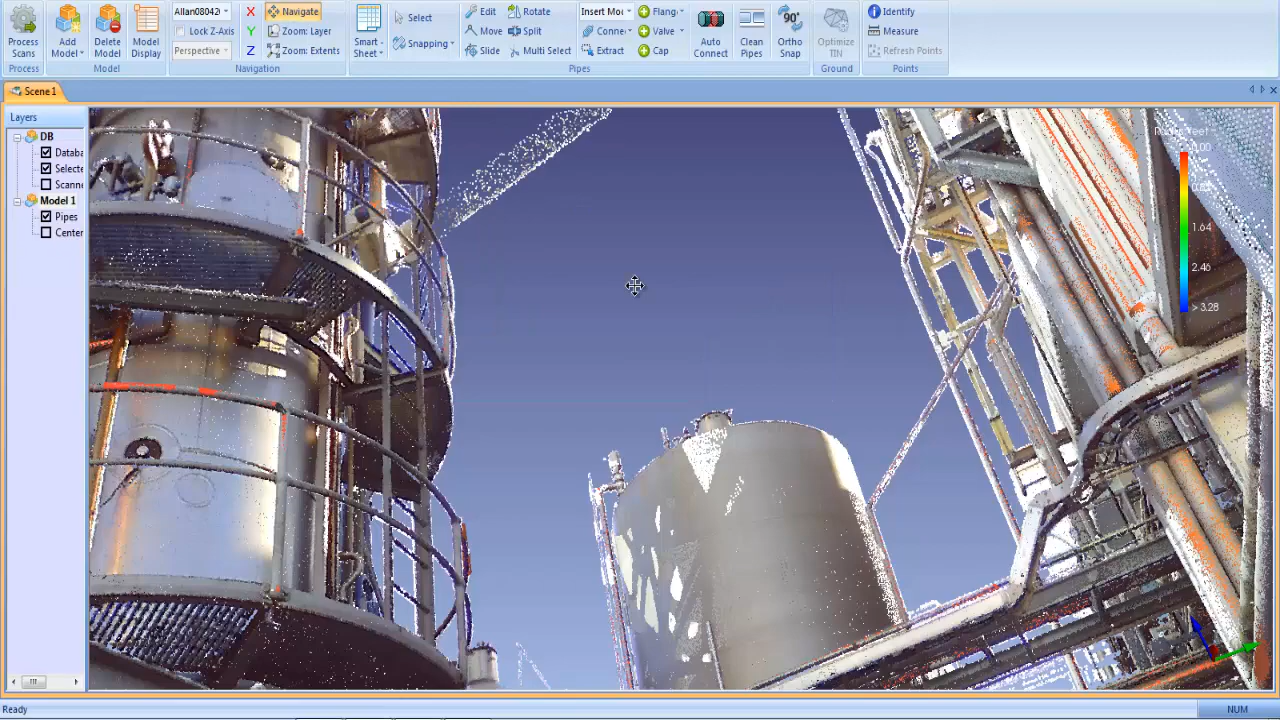 Process Scans
Process
Add Model
Delete Model
Model Display
Model
Allan08042
Lock Z-Axis
Perspective
X
Y
Z
Navigate
Zoom: Layer
Zoom: Extents
Navigation
Smart- Sheet
Select
Snapping
Edit
Move
Slide
Rotate
Split
Multi Select
Insert Mo
Conne
Extract
Flang
Valve
Cap
Auto Connect
Clean Pipes
90°
Ortho Snap
Pipes
Optimize TIN
Ground
Identify
Measure
Refresh Points
Points
Scene1
Layers
DB
Databa
Selecte
Scanne
Model 1
Pipes
Center
1.64
2.46
> 3.28
Ready
NUM